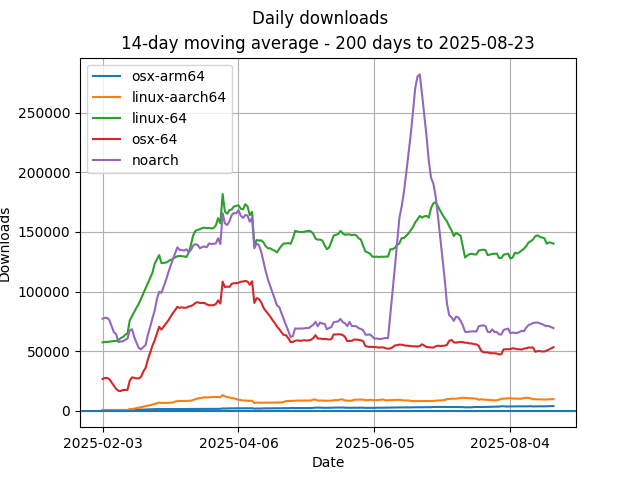 Daily downloads
14-day moving average - 200 days to 2025-08-23
osx-arm64
linux-aarch64
linux-64
osx-64
noarch
250000
200000
150000
100000
50000
0
Downloads
2025-02-03 2025-04-06 2025-06-05 2025-08-04
Date